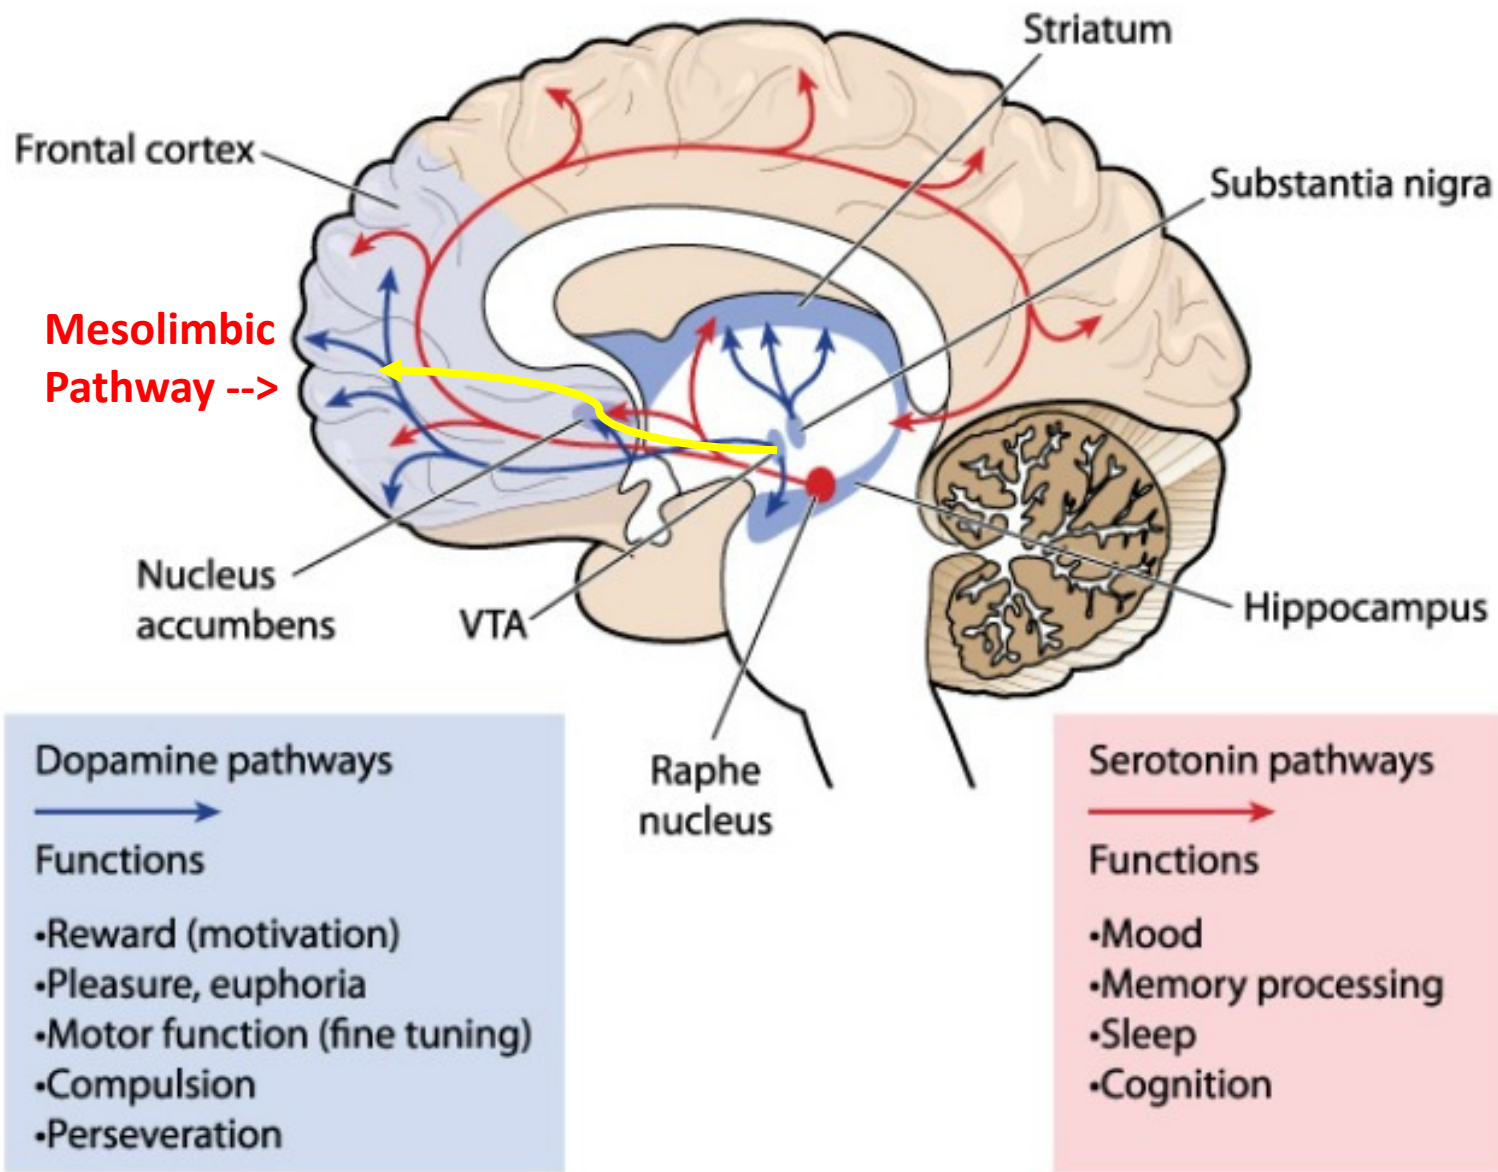 Striatum
Frontal cortex
Substantia nigra
Mesolimbic
Pathway -->
Nucleus
accumbens
VTA
Hippocampus
Raphe
nucleus
Dopamine pathways
Functions
•Reward (motivation)
•Pleasure, euphoria
•Motor function (fine tuning)
•Compulsion
•Perseveration
Serotonin pathways
Functions
•Mood
•Memory processing
•Sleep
•Cognition